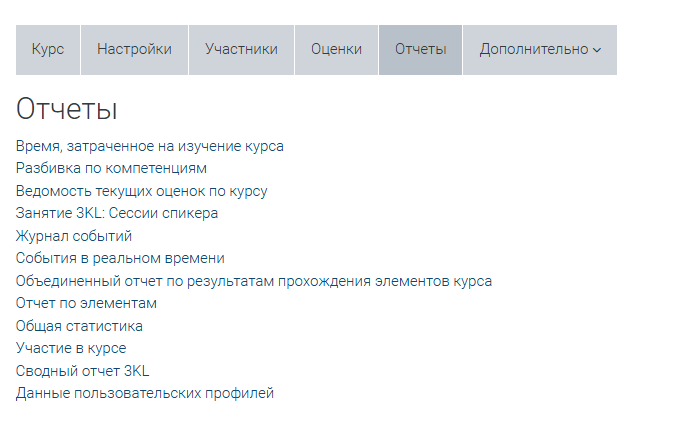 Курс Настройки Участники Оценки Отчеты Дополнительно
Отчеты
Время, затраченное на изучение курса
Разбивка по компетенциям
Ведомость текущих оценок по курсу
Занятие 3KL: Сессии спикера
Журнал событий
События в реальном времени
Объединенный отчет по результатам прохождения элементов курса
Отчет по элементам
Общая статистика
Участие в курсе
Сводный отчет 3KL
Данные пользовательских профилей